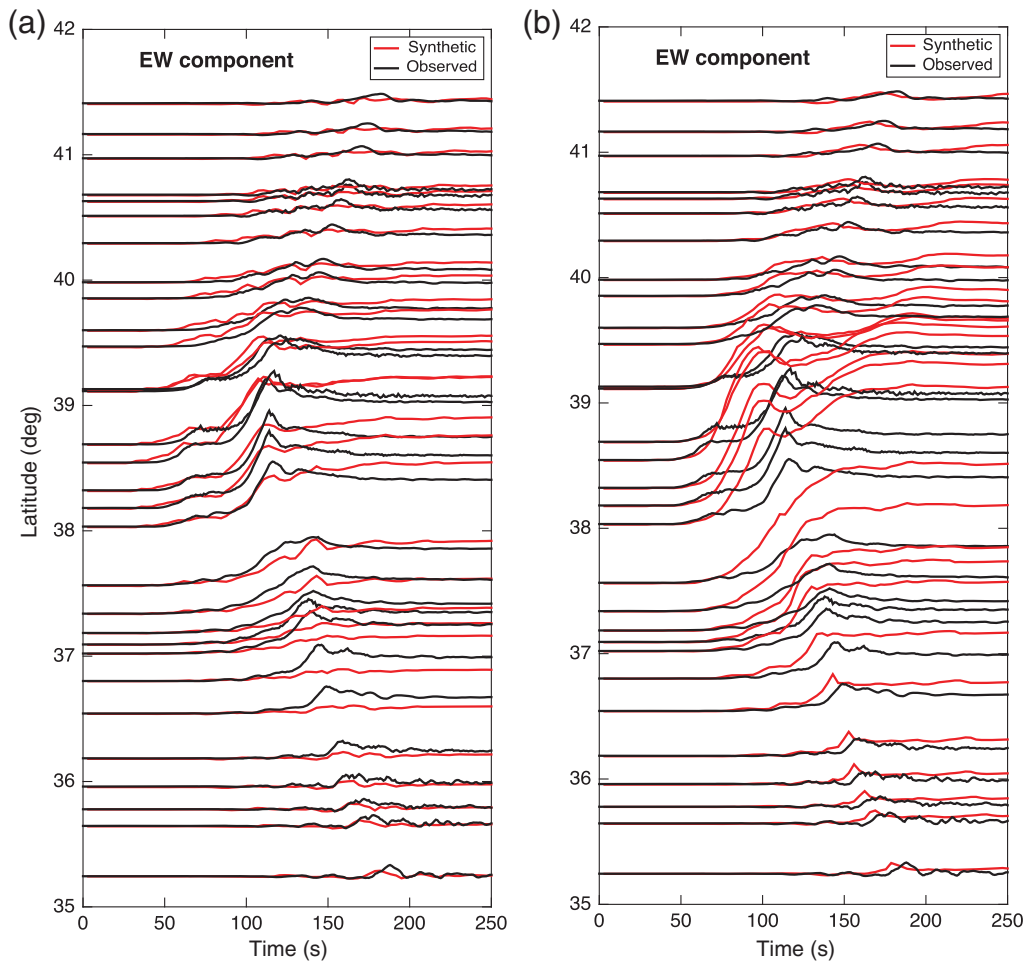 (a)
EW component
Synthetic
Observed
42
41
40
39
38
37
36
35
Latitude (deg)
0 50 100 150 200 250
Time (s)
(b)
EW component
Synthetic
Observed
42
41
40
39
38
37
36
35
0 50 100 150 200 250
Time (s)